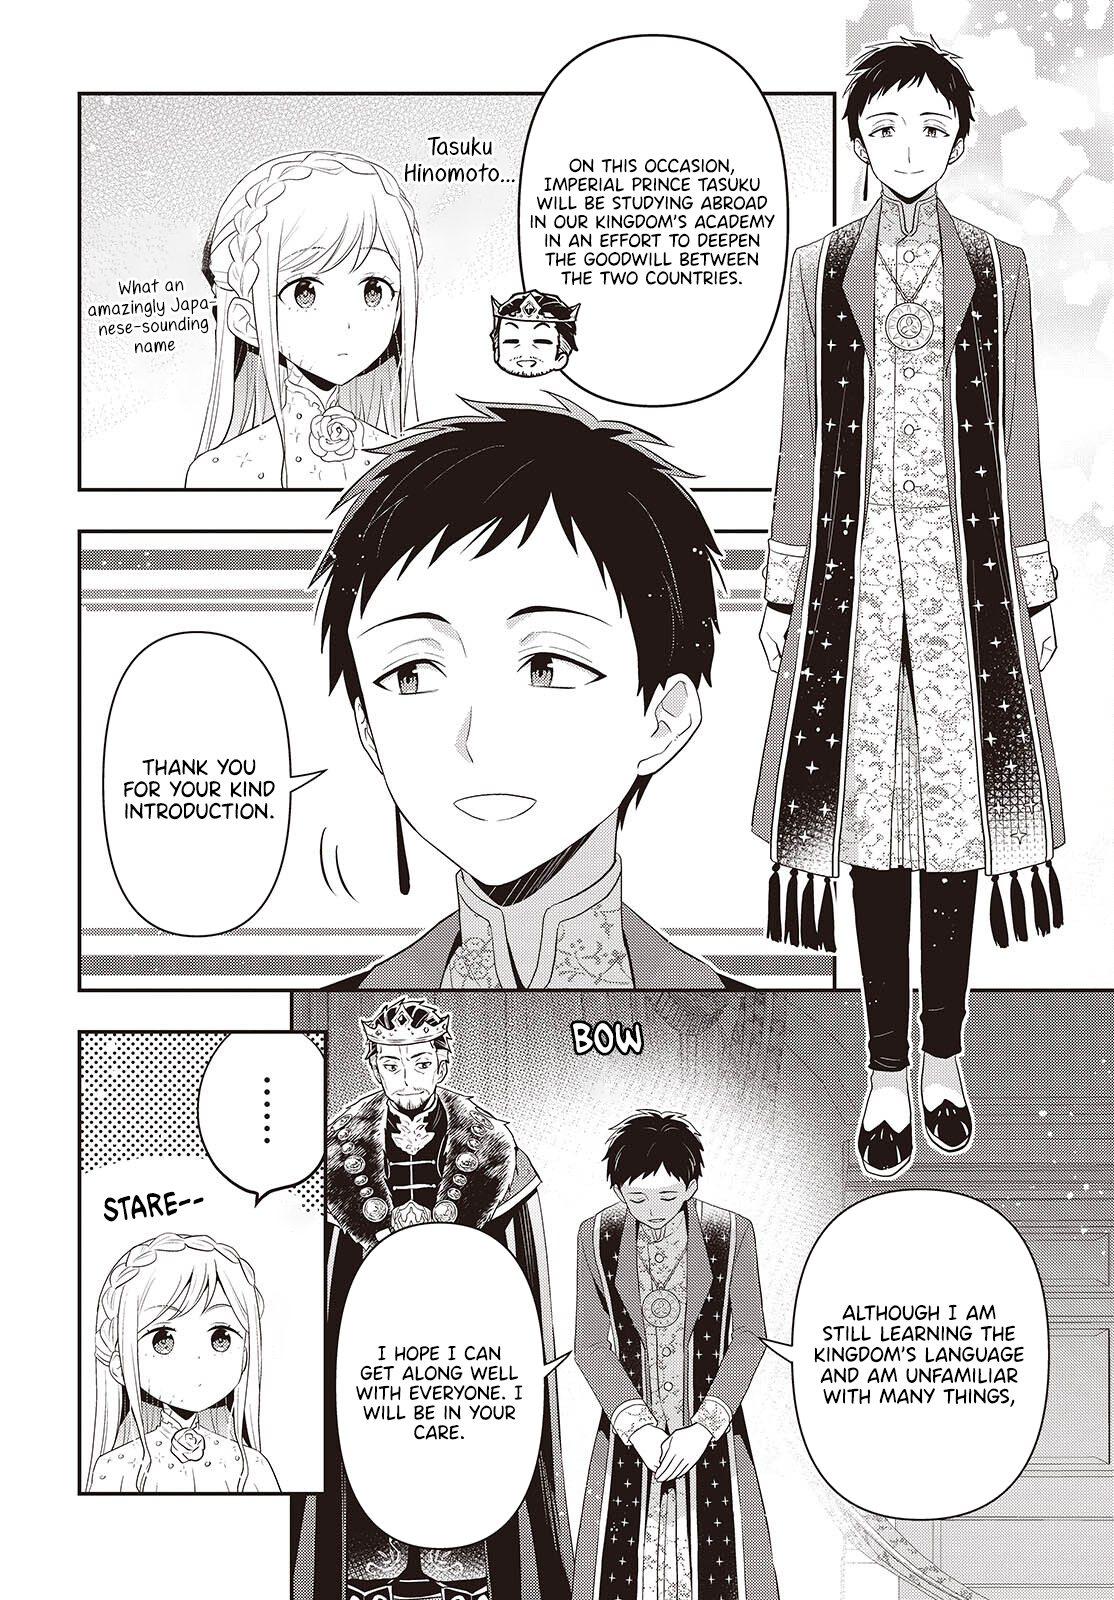 ON THIS OCCASION,
IMPERIAL PRINCE TASUKU
WILL BE STUDYING ABROAD
IN OUR KINGDOM'S ACADEMY
IN AN EFFORT TO DEEPEN
THE GOODWILL BETWEEN
THE TWO COUNTRIES.
Tasuku
Hinomoto...
What an
amazingly Japa-
nese-sounding
name
THANK YOU
FOR YOUR KIND
INTRODUCTION.
BOW
ALTHOUGH I AM
STILL LEARNING THE
KINGDOM'S LANGUAGE
AND AM UNFAMILIAR
WITH MANY THINGS,
I HOPE I CAN
GET ALONG WELL
WITH EVERYONE. I
WILL BE IN YOUR
CARE.
......
STARE--